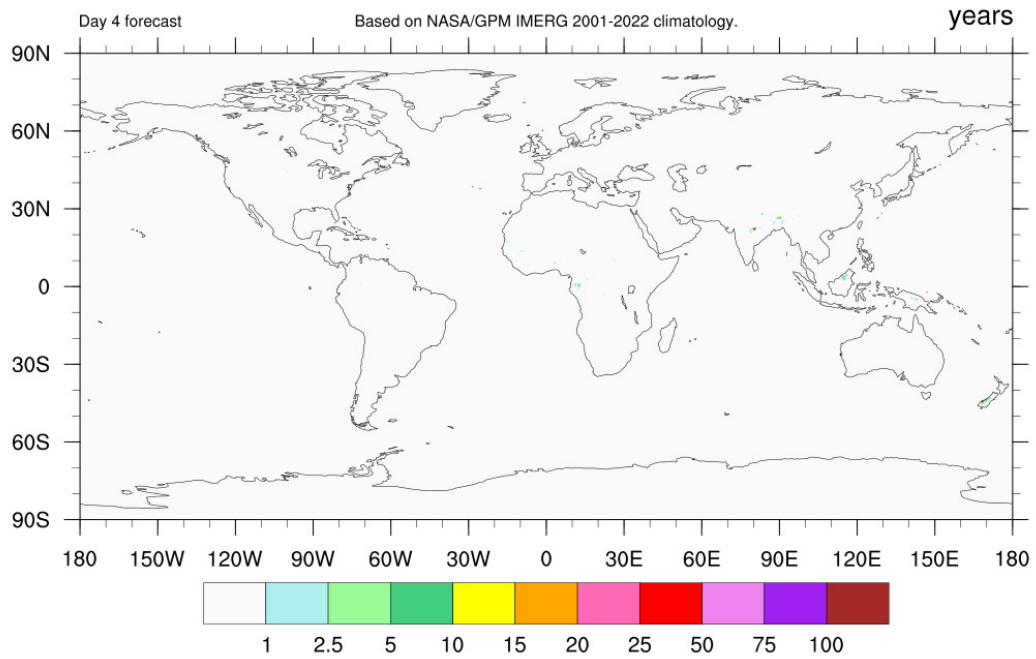 Day 4 forecast Based on NASA/GPM IMERG 2001-2022 climatology. years
90N
60N
30N
0
30S
60S
90S
180 150W 120W 90W 60W 30W 0 30E 60E 90E 120E 150E 180
1 2.5 5 10 15 20 25 50 75 100